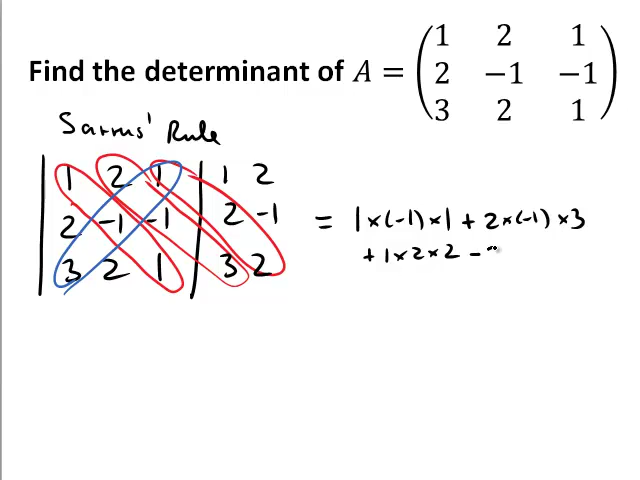 Find the determinant of A = ( 1 2 1
2 −1 −1
3 2 1 )
Sarrus' Rule
| 1 2 1 | 1 2
2 -1 -1 | 2 -1 = 1×(-1)×1 + 2×(-1)×3
3 2 1 | 3 2 + 1×2×2 -